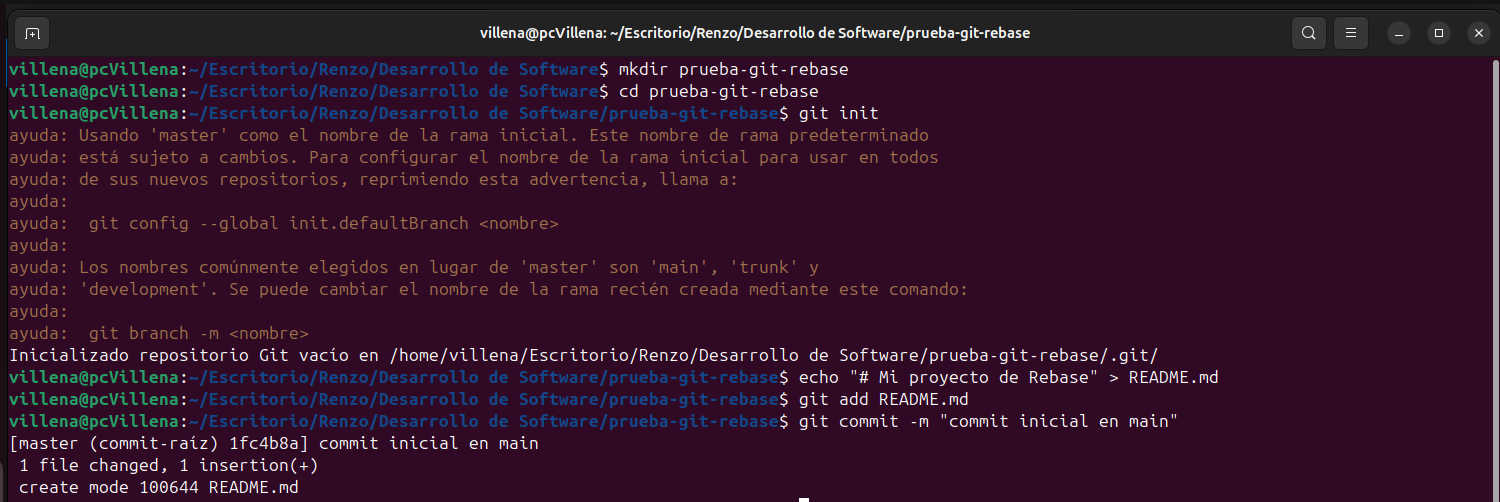 villena@pcVillena: ~/Escritorio/Renzo/Desarrollo de Software/prueba-git-rebase
villena@pcVillena:~/Escritorio/Renzo/Desarrollo de Software$ mkdir prueba-git-rebase
villena@pcVillena:~/Escritorio/Renzo/Desarrollo de Software$ cd prueba-git-rebase
villena@pcVillena:~/Escritorio/Renzo/Desarrollo de Software/prueba-git-rebase$ git init
ayuda: Usando 'master' como el nombre de la rama inicial. Este nombre de rama predeterminado
ayuda: está sujeto a cambios. Para configurar el nombre de la rama inicial para usar en todos
ayuda: de sus nuevos repositorios, reprimiendo esta advertencia, llama a:
ayuda:
ayuda:  git config --global init.defaultBranch <nombre>
ayuda:
ayuda: Los nombres comúnmente elegidos en lugar de 'master' son 'main', 'trunk' y
ayuda: 'development'. Se puede cambiar el nombre de la rama recién creada mediante este comando:
ayuda:
ayuda:  git branch -m <nombre>
Inicializado repositorio Git vacío en /home/villena/Escritorio/Renzo/Desarrollo de Software/prueba-git-rebase/.git/
villena@pcVillena:~/Escritorio/Renzo/Desarrollo de Software/prueba-git-rebase$ echo "# Mi proyecto de Rebase" > README.md
villena@pcVillena:~/Escritorio/Renzo/Desarrollo de Software/prueba-git-rebase$ git add README.md
villena@pcVillena:~/Escritorio/Renzo/Desarrollo de Software/prueba-git-rebase$ git commit -m "commit inicial en main"
[master (commit-raíz) 1fc4b8a] commit inicial en main
 1 file changed, 1 insertion(+)
 create mode 100644 README.md